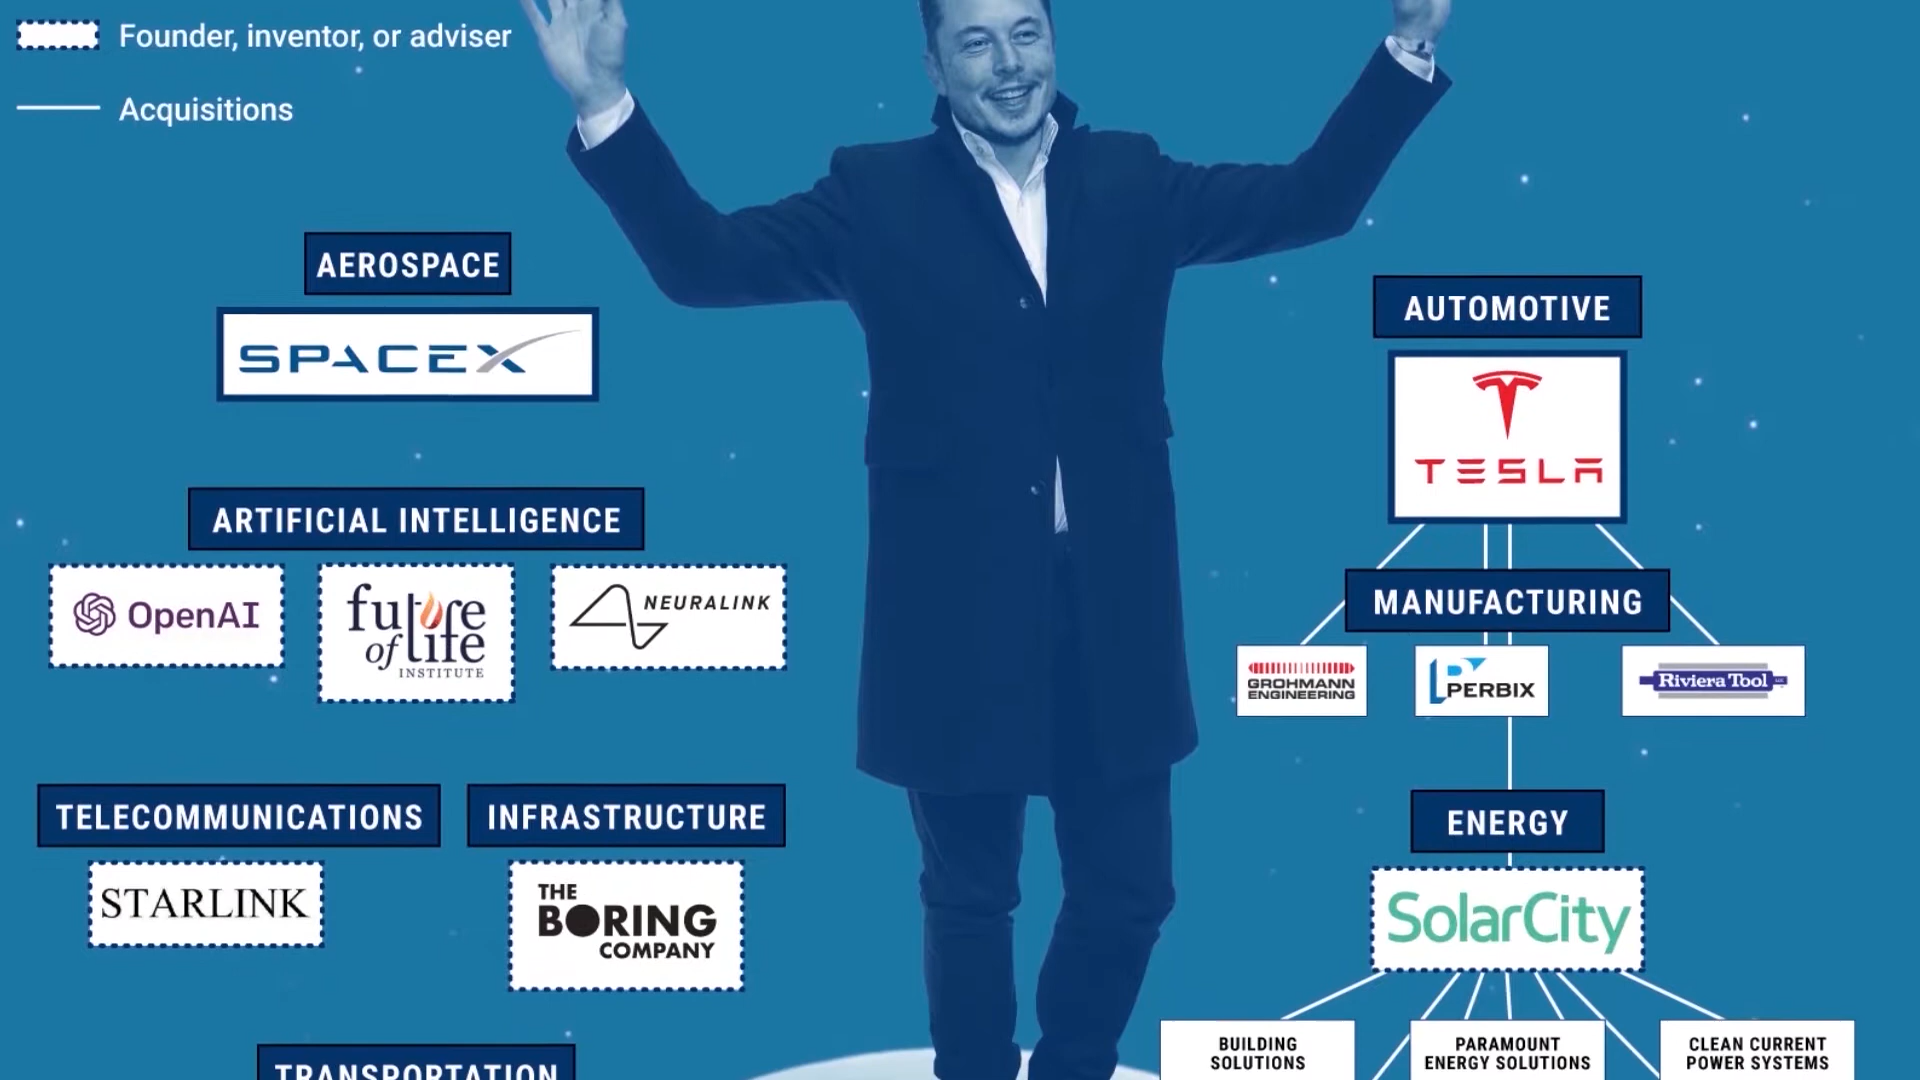 Founder, inventor, or adviser
Acquisitions
AEROSPACE
SPACEX
ARTIFICIAL INTELLIGENCE
OpenAI
future
of life
INSTITUTE
NEURALINK
TELECOMMUNICATIONS
STARLINK
INFRASTRUCTURE
THE
BORING
COMPANY
TRANSPORTATION
AUTOMOTIVE
TESLA
MANUFACTURING
GROHMANN
ENGINEERING
PERBIX
Riviera Tool
ENERGY
SolarCity
BUILDING
SOLUTIONS
PARAMOUNT
ENERGY SOLUTIONS
CLEAN CURRENT
POWER SYSTEMS